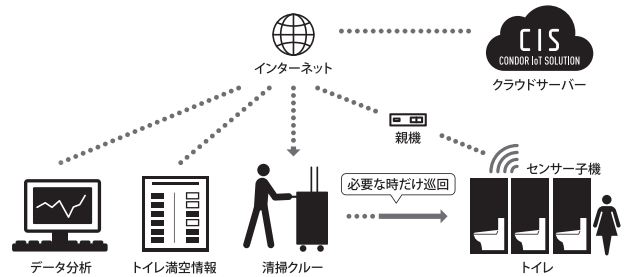 CIS
CONDOR IoT SOLUTION
インターネット
クラウドサーバー
親機
センサー子機
必要な時だけ巡回
データ分析
トイレ満空情報
清掃クルー
トイレ